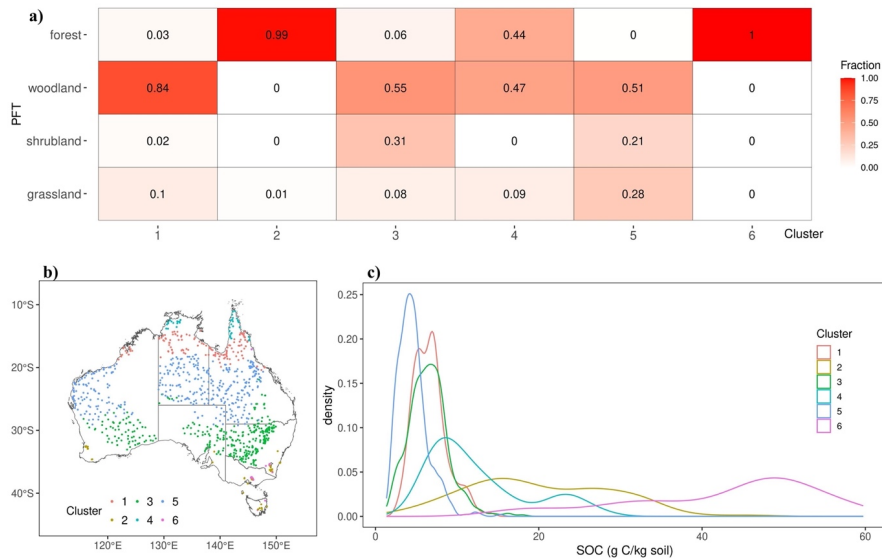 a)
forest
0.03
0.99
0.06
0.44
0
1
woodland
0.84
0
0.55
0.47
0.51
0
shrubland
0.02
0
0.31
0
0.21
0
grassland
0.1
0.01
0.08
0.09
0.28
0
PFT
1
2
3
4
5
6
Cluster
Fraction
1.00
0.75
0.50
0.25
0.00
b)
10°S
20°S
30°S
40°S
Cluster
1
3
5
2
4
6
120°E
130°E
140°E
150°E
c)
0.25
0.20
0.15
0.10
0.05
0.00
density
0
20
40
60
SOC (g C/kg soil)
Cluster
1
2
3
4
5
6